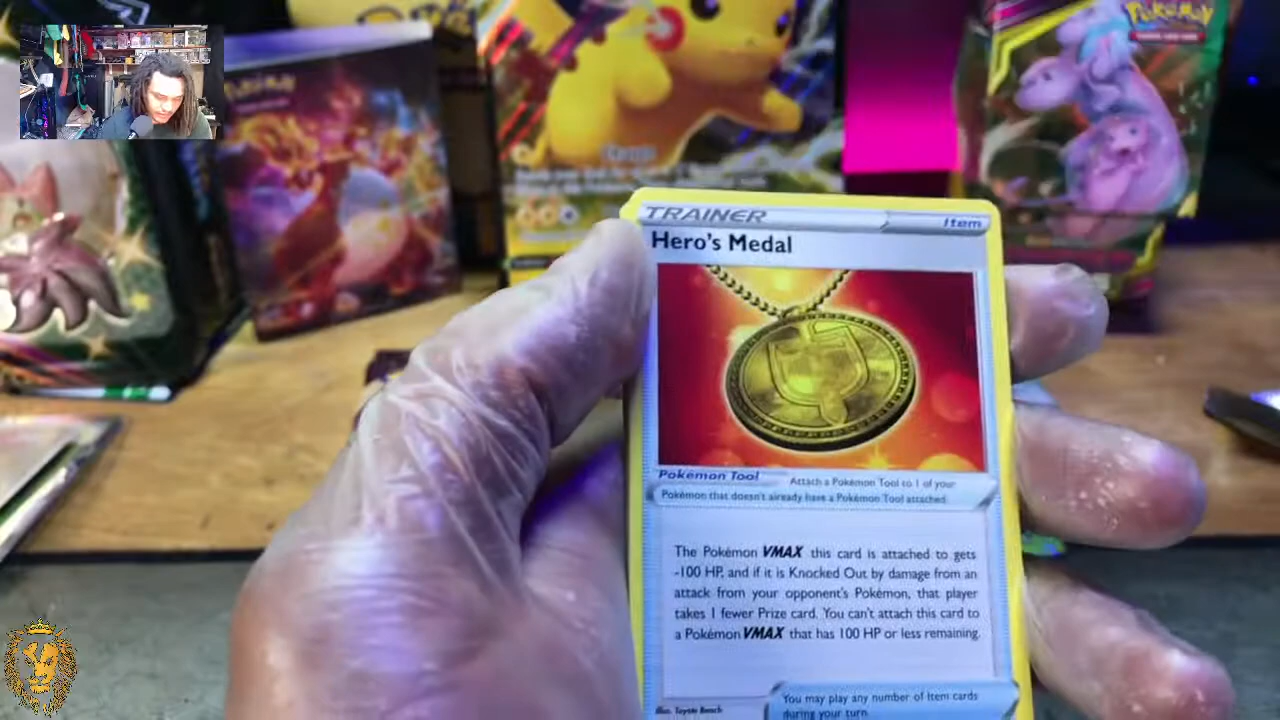 Pokémon
TRAINER
Item
Hero's Medal
Pokémon Tool
Attach a Pokémon Tool to 1 of your
Pokémon that doesn't already have a Pokémon Tool attached.
The Pokémon VMAX this card is attached to gets
-100 HP, and if it is Knocked Out by damage from an
attack from your opponent's Pokémon, that player
takes 1 fewer Prize card. You can't attach this card to
a Pokémon VMAX that has 100 HP or less remaining.
You may play any number of Item cards
during your turn.
Illus. Toyste Beach